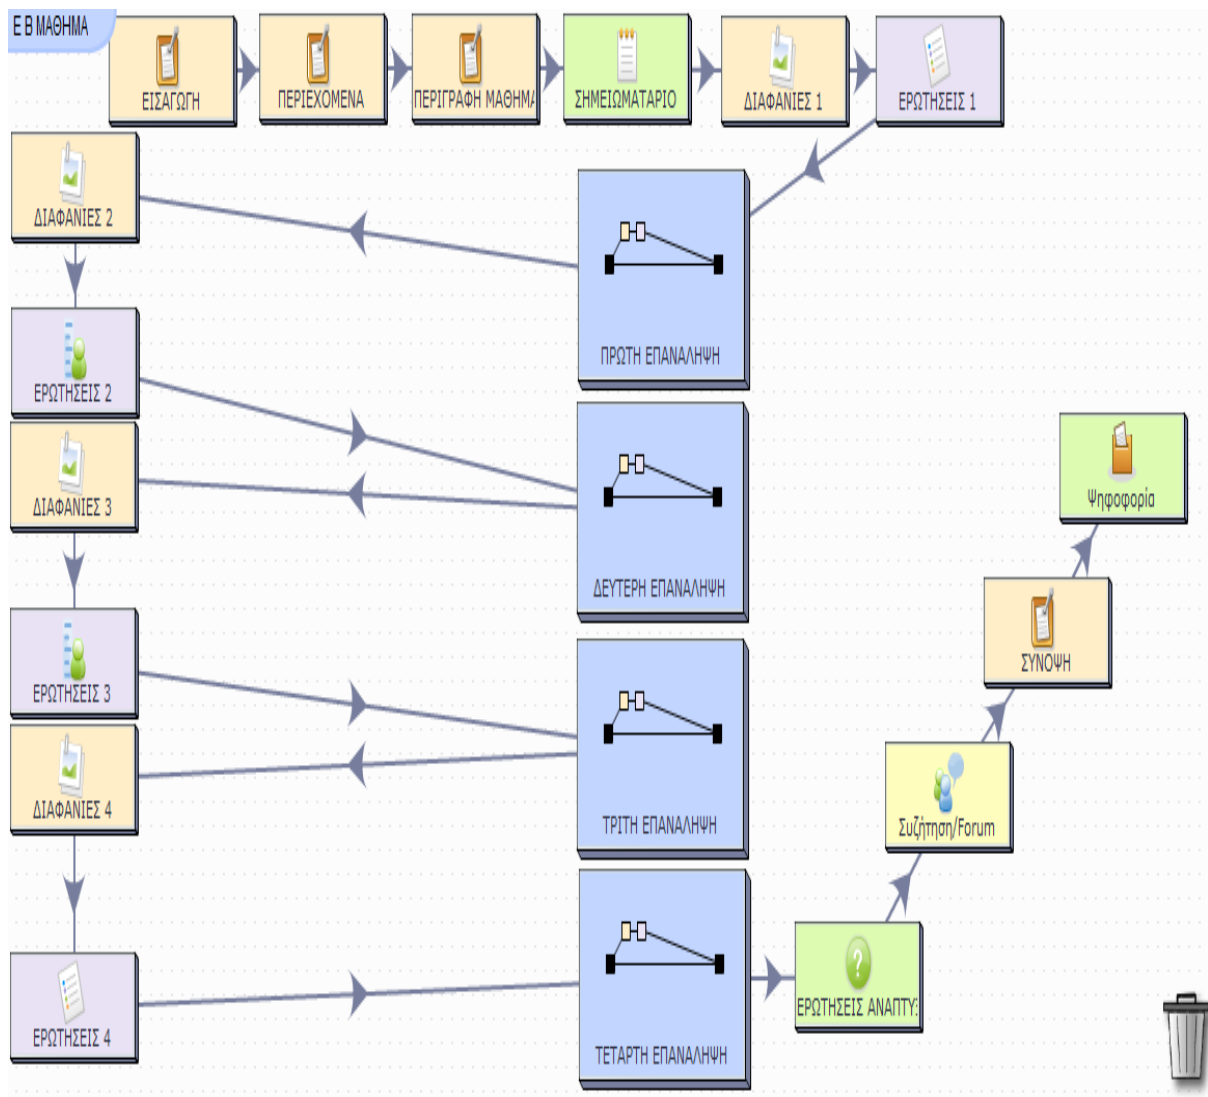 Ε Β ΜΑΘΗΜΑ
ΕΙΣΑΓΩΓΗ
ΠΕΡΙΕΧΟΜΕΝΑ
ΠΕΡΙΓΡΑΦΗ ΜΑΘΗΜΑ
ΣΗΜΕΙΩΜΑΤΑΡΙΟ
ΔΙΑΦΑΝΙΕΣ 1
ΕΡΩΤΗΣΕΙΣ 1
ΔΙΑΦΑΝΙΕΣ 2
ΠΡΩΤΗ ΕΠΑΝΑΛΗΨΗ
ΕΡΩΤΗΣΕΙΣ 2
ΔΙΑΦΑΝΙΕΣ 3
Ψηφοφορία
ΔΕΥΤΕΡΗ ΕΠΑΝΑΛΗΨΗ
ΣΥΝΟΨΗ
ΕΡΩΤΗΣΕΙΣ 3
ΔΙΑΦΑΝΙΕΣ 4
ΤΡΙΤΗ ΕΠΑΝΑΛΗΨΗ
Συζήτηση/Forum
ΕΡΩΤΗΣΕΙΣ ΑΝΑΠΤΥΞ
ΕΡΩΤΗΣΕΙΣ 4
ΤΕΤΑΡΤΗ ΕΠΑΝΑΛΗΨΗ